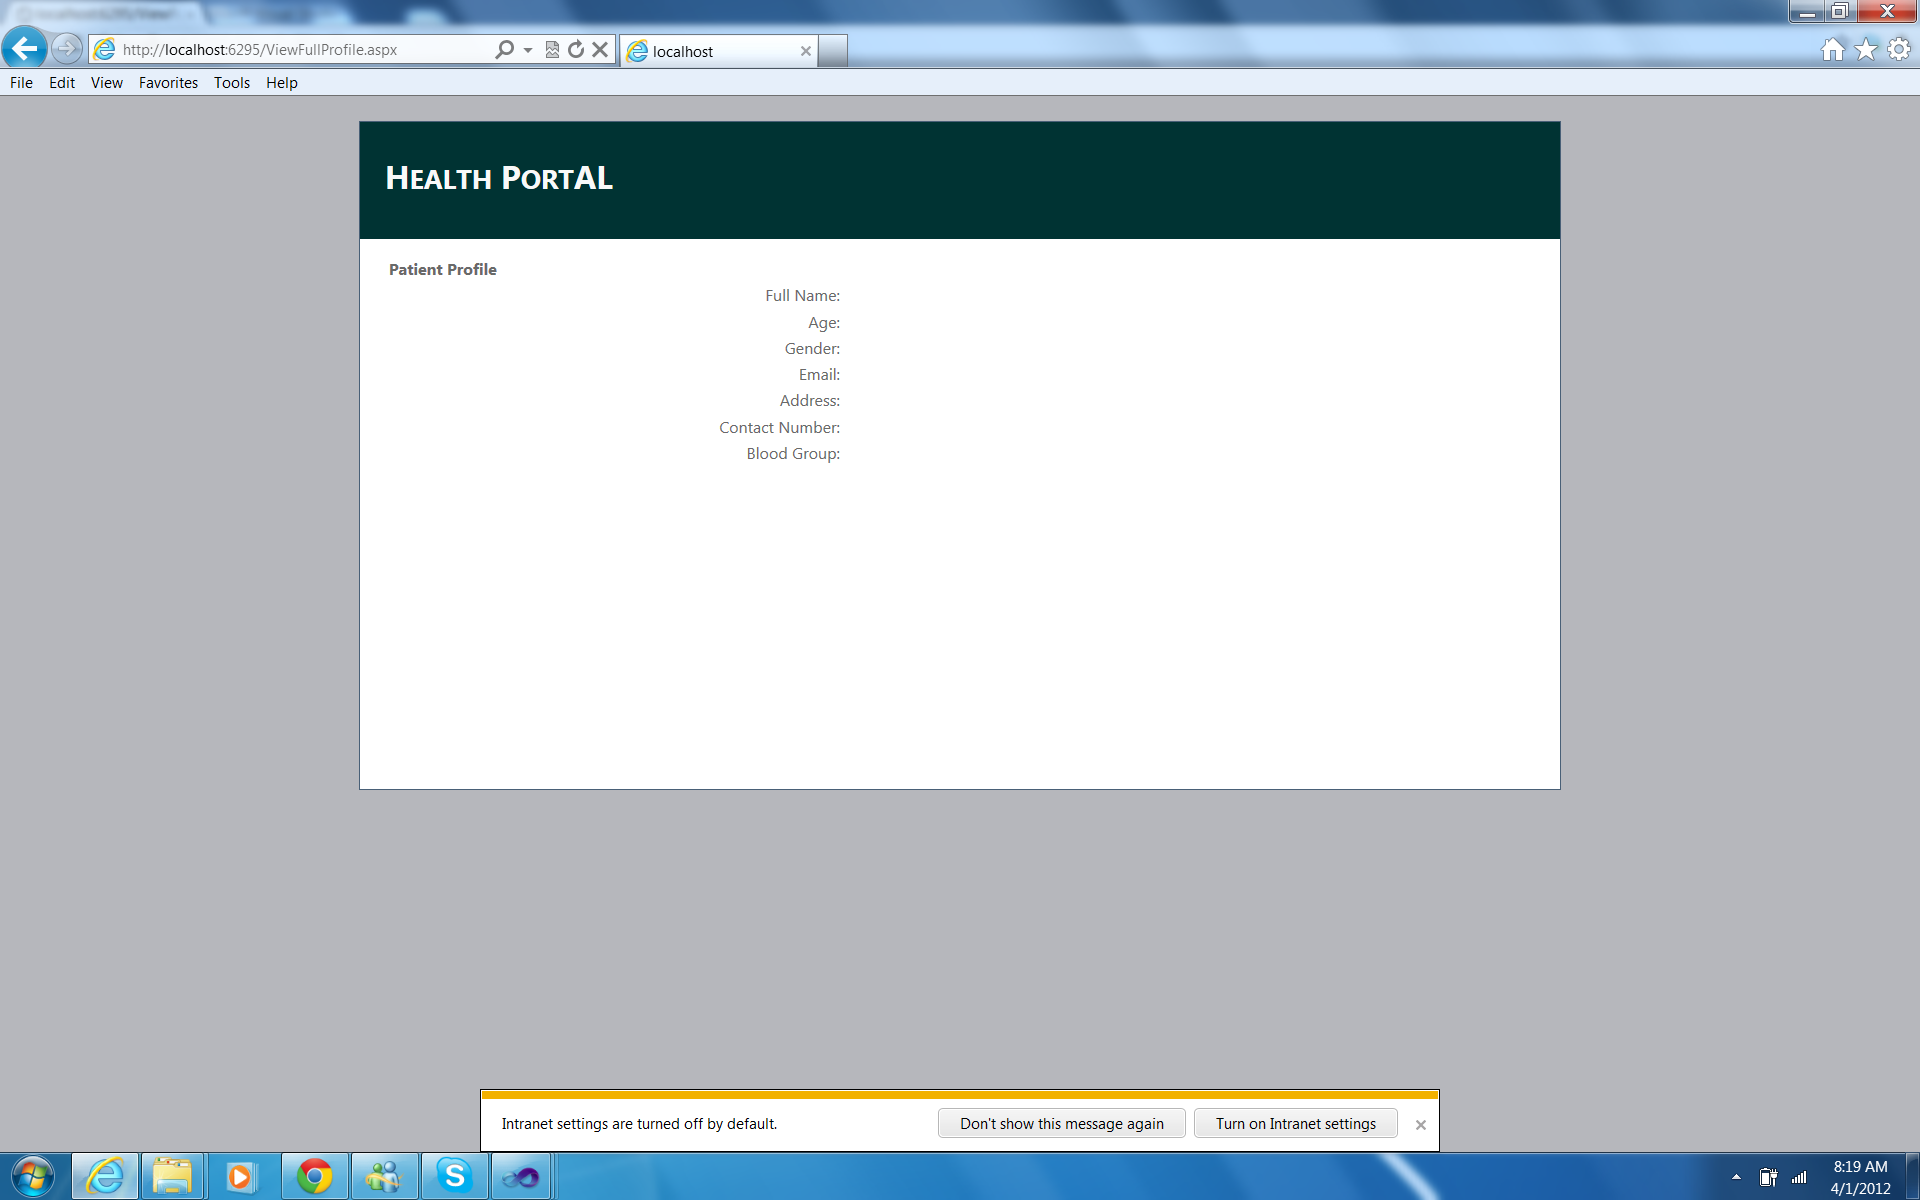 http://localhost:6295/ViewFullProfile.aspx
localhost
File Edit View Favorites Tools Help
HEALTH PORTAL
Patient Profile
Full Name:
Age:
Gender:
Email:
Address:
Contact Number:
Blood Group:
Intranet settings are turned off by default. Don't show this message again Turn on Intranet settings
8:19 AM
4/1/2012